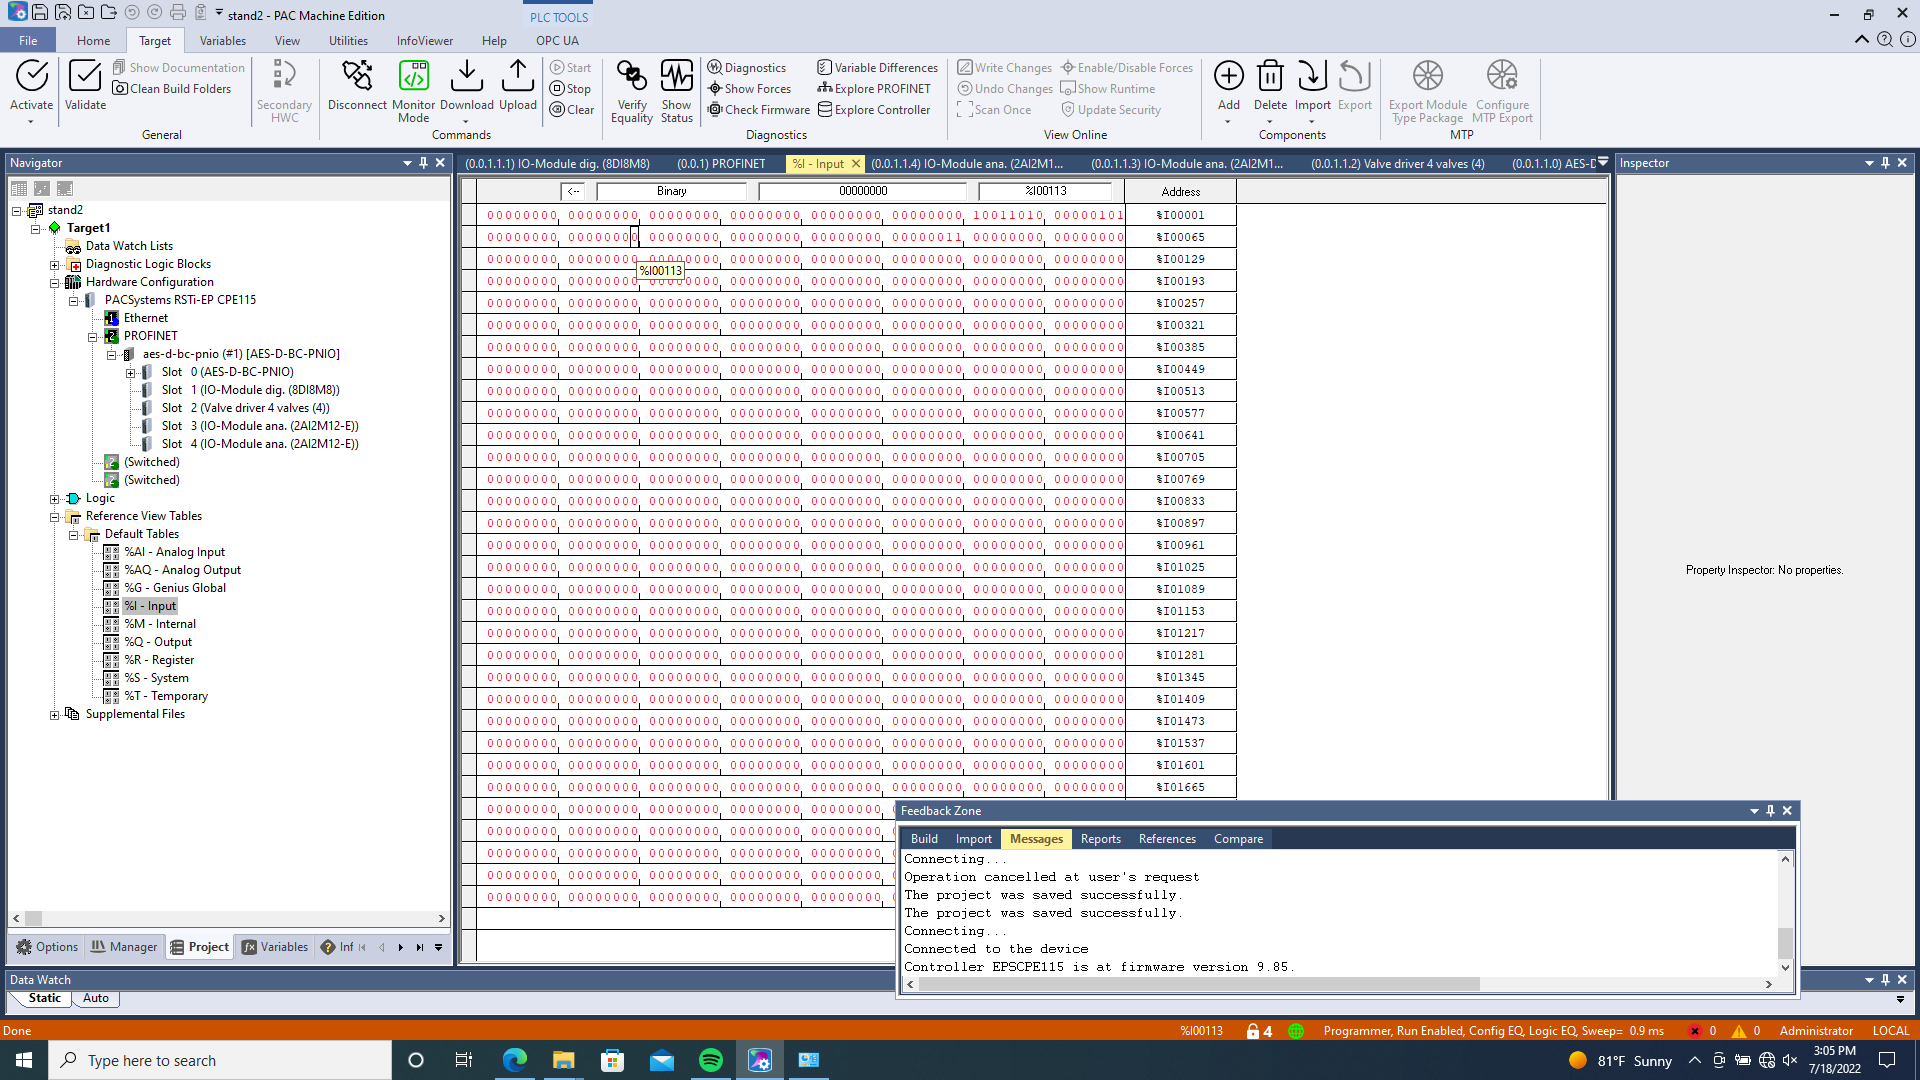 stand2 - PAC Machine Edition
PLC TOOLS
File Home Target Variables View Utilities InfoViewer Help OPC UA
Activate
Validate
Show Documentation
Clean Build Folders
General
Secondary HWC
Disconnect
Monitor Mode
Download
Upload
Start
Stop
Clear
Commands
Verify Equality
Show Status
Diagnostics
Show Forces
Check Firmware
Variable Differences
Explore PROFINET
Explore Controller
Diagnostics
Write Changes
Undo Changes
Scan Once
Enable/Disable Forces
Show Runtime
Update Security
View Online
Add
Delete
Import
Export
Components
Export Module Type Package
Configure MTP Export
MTP
Navigator
stand2
Target1
Data Watch Lists
Diagnostic Logic Blocks
Hardware Configuration
PACSystems RSTi-EP CPE115
Ethernet
PROFINET
aes-d-bc-pnio (#1) [AES-D-BC-PNIO]
Slot 0 (AES-D-BC-PNIO)
Slot 1 (IO-Module dig. (8DI8M8))
Slot 2 (Valve driver 4 valves (4))
Slot 3 (IO-Module ana. (2AI2M12-E))
Slot 4 (IO-Module ana. (2AI2M12-E))
(Switched)
(Switched)
Logic
Reference View Tables
Default Tables
%AI - Analog Input
%AQ - Analog Output
%G - Genius Global
%I - Input
%M - Internal
%Q - Output
%R - Register
%S - System
%T - Temporary
Supplemental Files
Options Manager Project Variables Inf
(0.0.1.1.1) IO-Module dig. (8DI8M8) (0.0.1) PROFINET %I - Input (0.0.1.1.4) IO-Module ana. (2AI2M1... (0.0.1.1.3) IO-Module ana. (2AI2M1... (0.0.1.1.2) Valve driver 4 valves (4) (0.0.1.1.0) AES-D
<-- Binary 00000000 %I00113 Address
00000000 00000000 00000000 00000000 00000000 00000000 10011010 00000101 %I00001
00000000 00000000 00000000 00000000 00000000 00000011 00000000 00000000 %I00065
00000000 00000000 00000000 00000000 00000000 00000000 00000000 00000000 %I00129
%I00113
00000000 00000000 00000000 00000000 00000000 00000000 00000000 00000000 %I00193
00000000 00000000 00000000 00000000 00000000 00000000 00000000 00000000 %I00257
00000000 00000000 00000000 00000000 00000000 00000000 00000000 00000000 %I00321
00000000 00000000 00000000 00000000 00000000 00000000 00000000 00000000 %I00385
00000000 00000000 00000000 00000000 00000000 00000000 00000000 00000000 %I00449
00000000 00000000 00000000 00000000 00000000 00000000 00000000 00000000 %I00513
00000000 00000000 00000000 00000000 00000000 00000000 00000000 00000000 %I00577
00000000 00000000 00000000 00000000 00000000 00000000 00000000 00000000 %I00641
00000000 00000000 00000000 00000000 00000000 00000000 00000000 00000000 %I00705
00000000 00000000 00000000 00000000 00000000 00000000 00000000 00000000 %I00769
00000000 00000000 00000000 00000000 00000000 00000000 00000000 00000000 %I00833
00000000 00000000 00000000 00000000 00000000 00000000 00000000 00000000 %I00897
00000000 00000000 00000000 00000000 00000000 00000000 00000000 00000000 %I00961
00000000 00000000 00000000 00000000 00000000 00000000 00000000 00000000 %I01025
00000000 00000000 00000000 00000000 00000000 00000000 00000000 00000000 %I01089
00000000 00000000 00000000 00000000 00000000 00000000 00000000 00000000 %I01153
00000000 00000000 00000000 00000000 00000000 00000000 00000000 00000000 %I01217
00000000 00000000 00000000 00000000 00000000 00000000 00000000 00000000 %I01281
00000000 00000000 00000000 00000000 00000000 00000000 00000000 00000000 %I01345
00000000 00000000 00000000 00000000 00000000 00000000 00000000 00000000 %I01409
00000000 00000000 00000000 00000000 00000000 00000000 00000000 00000000 %I01473
00000000 00000000 00000000 00000000 00000000 00000000 00000000 00000000 %I01537
00000000 00000000 00000000 00000000 00000000 00000000 00000000 00000000 %I01601
00000000 00000000 00000000 00000000 00000000 00000000 00000000 00000000 %I01665
00000000 00000000 00000000 00000000 00000000
00000000 00000000 00000000 00000000 00000000
00000000 00000000 00000000 00000000 00000000
00000000 00000000 00000000 00000000 00000000
00000000 00000000 00000000 00000000 00000000
Inspector
Property Inspector: No properties.
Feedback Zone
Build Import Messages Reports References Compare
Connecting...
Operation cancelled at user's request
The project was saved successfully.
The project was saved successfully.
Connecting...
Connected to the device
Controller EPSCPE115 is at firmware version 9.85.
Data Watch
Static Auto
Done %I00113 4 Programmer, Run Enabled, Config EQ, Logic EQ, Sweep= 0.9 ms 0 0 Administrator LOCAL
Type here to search
81°F Sunny
3:05 PM
7/18/2022